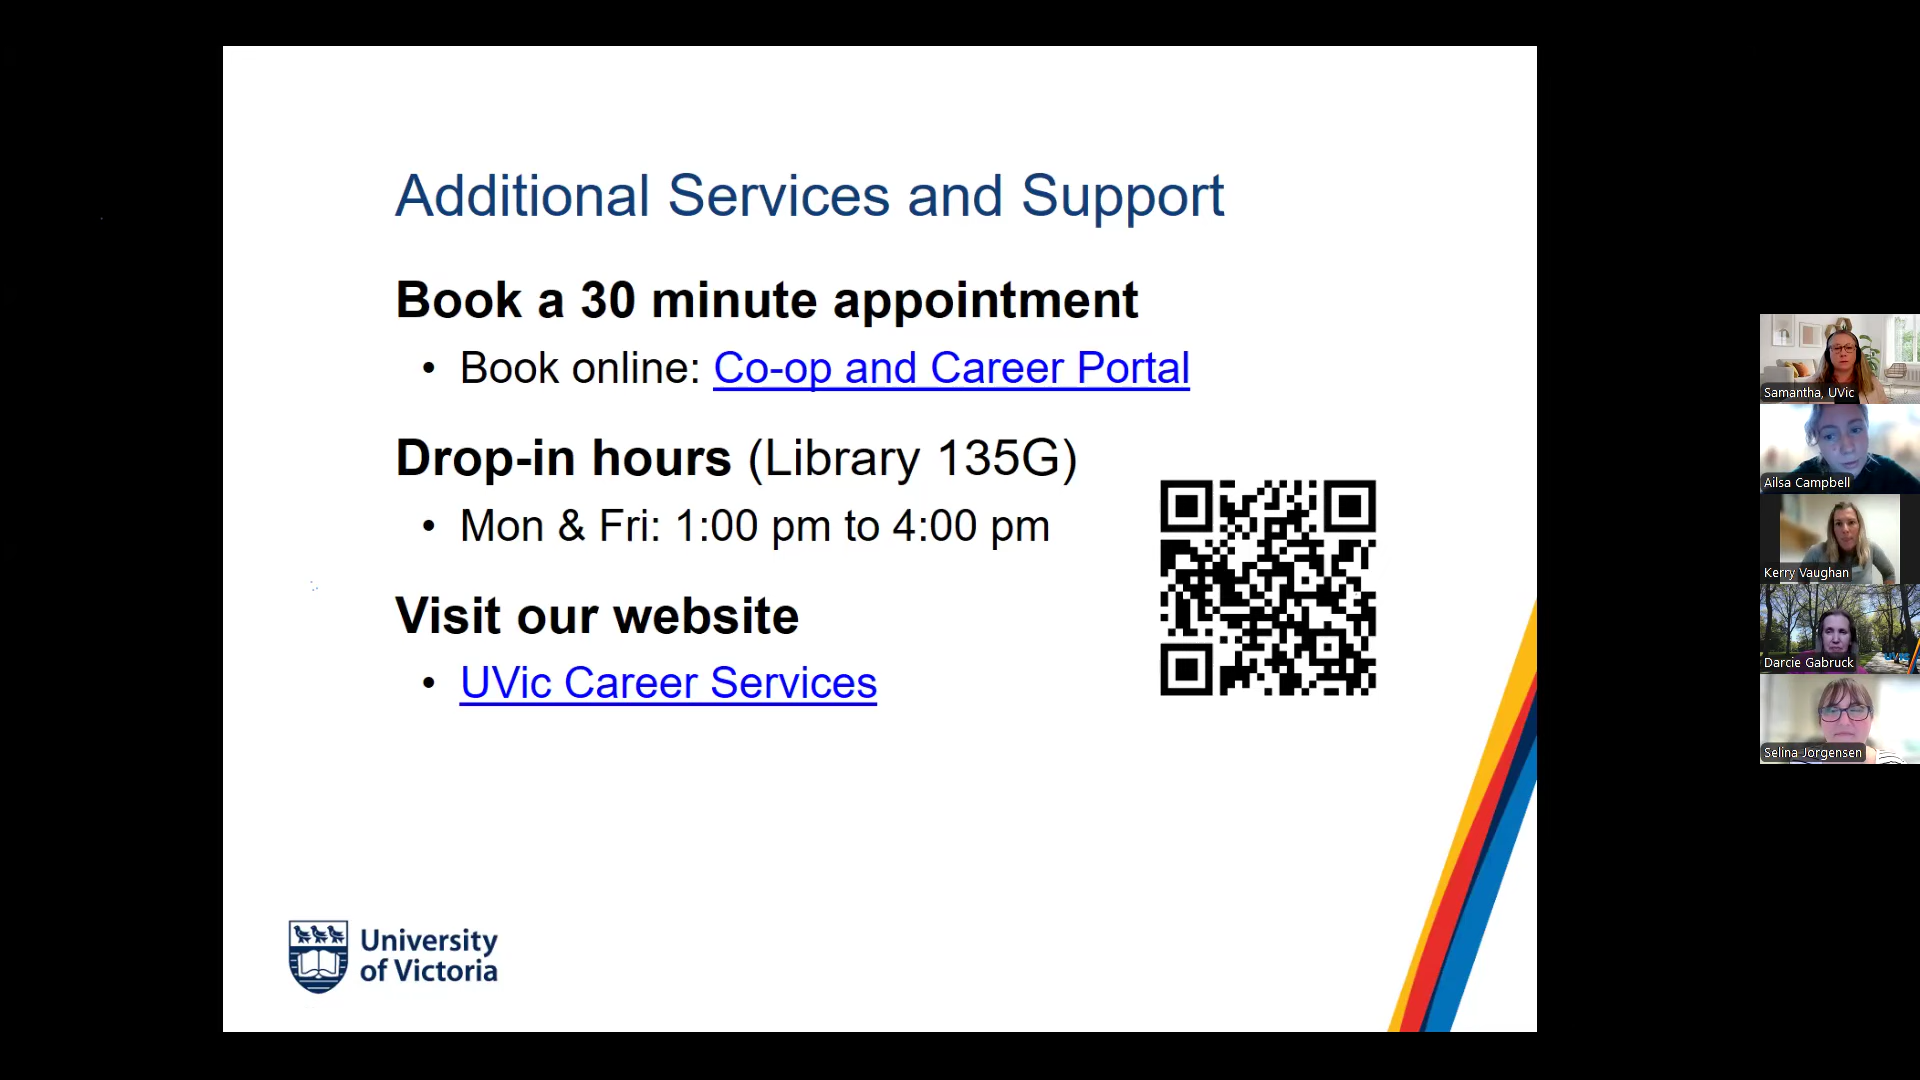 Additional Services and Support
Book a 30 minute appointment
• Book online: Co-op and Career Portal
Drop-in hours (Library 135G)
• Mon & Fri: 1:00 pm to 4:00 pm
Visit our website
• UVic Career Services
University
of Victoria
Samantha, UVic
Ailsa Campbell
Kerry Vaughan
Darcie Gabruck
Selina Jorgensen